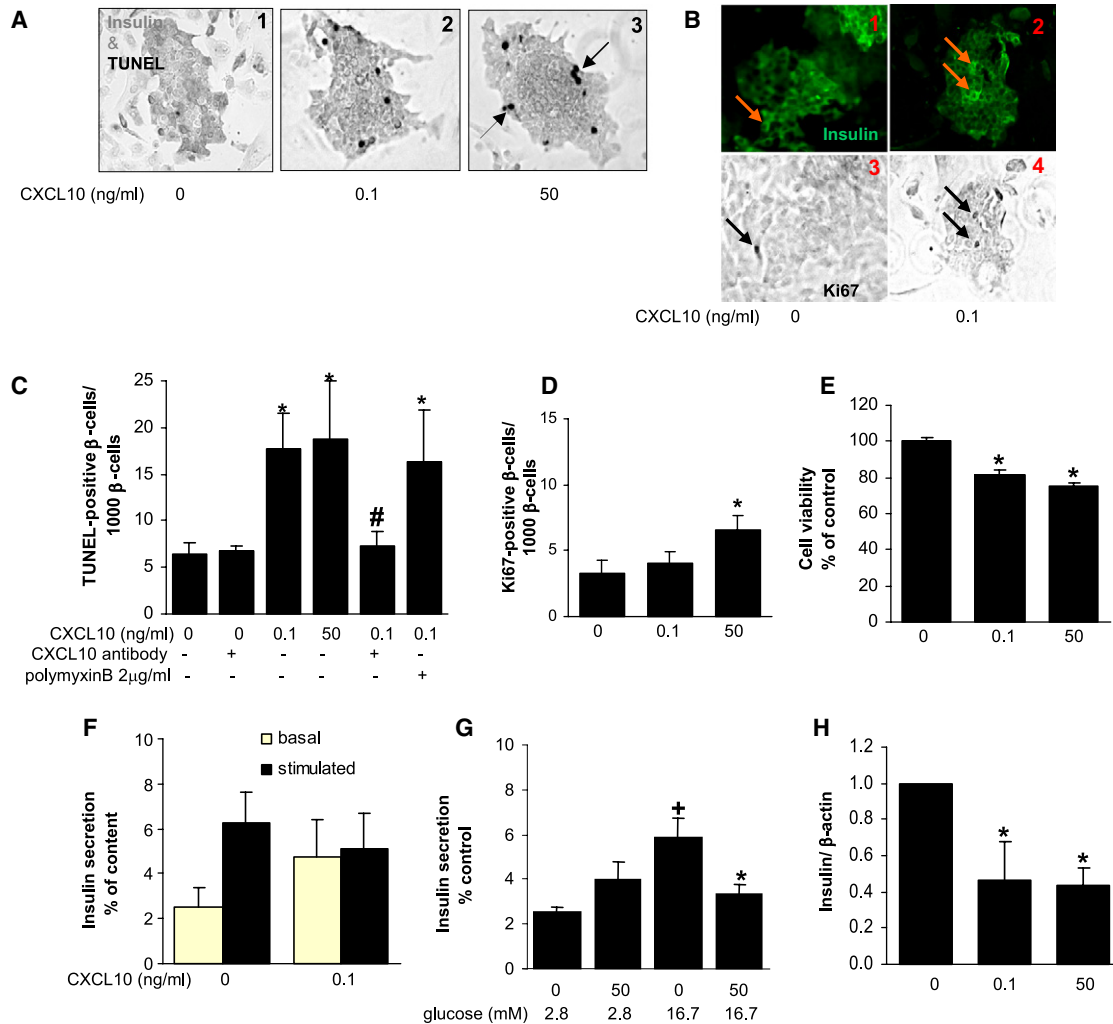 A
Insulin
&
TUNEL
1
2
3
CXCL10 (ng/ml) 0 0.1 50
B
1
2
Insulin
3
4
Ki67
CXCL10 (ng/ml) 0 0.1
C
TUNEL-positive β-cells/
1000 β-cells
25
20
15
10
5
0
* * # *
CXCL10 (ng/ml) 0 0 0.1 50 0.1 0.1
CXCL10 antibody - + - - + -
polymyxinB 2μg/ml - - - - - +
D
Ki67-positive β-cells/
1000 β-cells
15
10
5
0
*
0 0.1 50
E
Cell viability
% of control
120
100
80
60
40
20
0
* *
0 0.1 50
F
Insulin secretion
% of content
basal
stimulated
10
8
6
4
2
0
CXCL10 (ng/ml) 0 0.1
G
Insulin secretion
% control
10
8
6
4
2
0
+ *
0 50 0 50
glucose (mM) 2.8 2.8 16.7 16.7
H
Insulin/ β-actin
1.2
1.0
0.8
0.6
0.4
0.2
0.0
* *
0 0.1 50